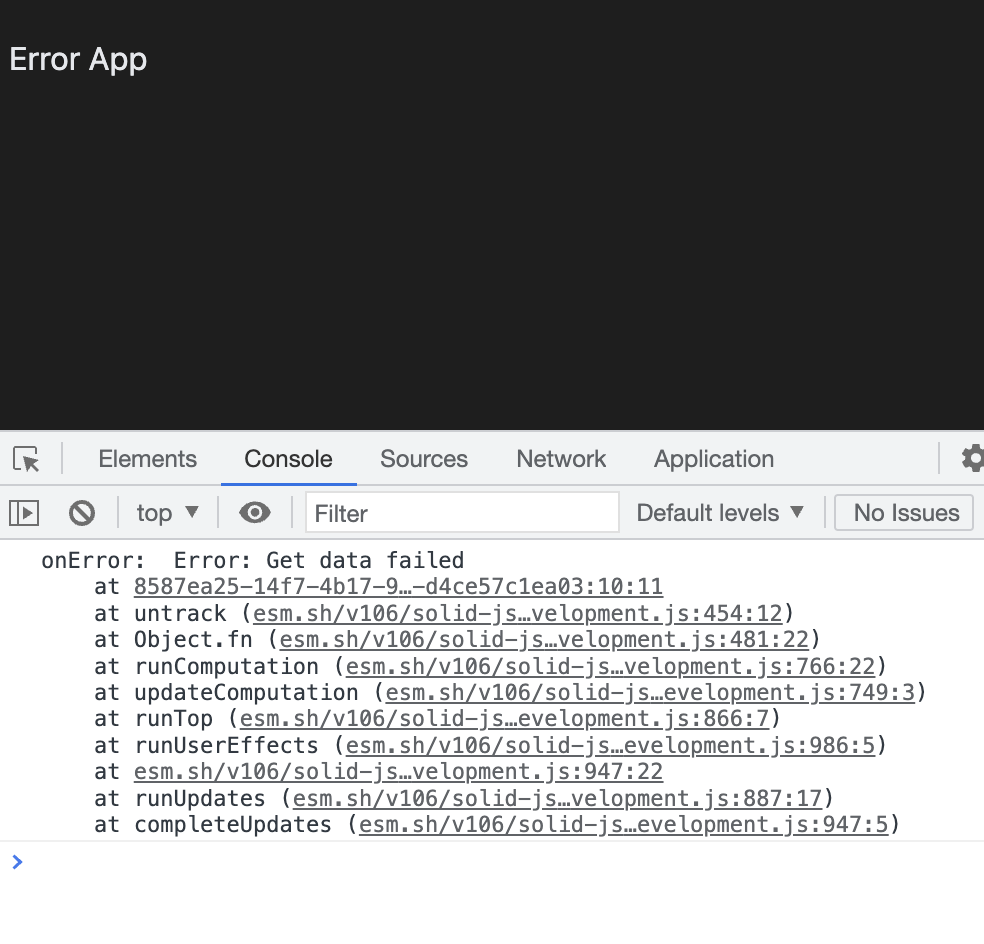 Error App
Elements Console Sources Network Application
top ▼ Filter Default levels ▼ No Issues
onError:  Error: Get data failed
    at 8587ea25-14f7-4b17-9…-d4ce57c1ea03:10:11
    at untrack (esm.sh/v106/solid-js…velopment.js:454:12)
    at Object.fn (esm.sh/v106/solid-js…velopment.js:481:22)
    at runComputation (esm.sh/v106/solid-js…velopment.js:766:22)
    at updateComputation (esm.sh/v106/solid-js…evelopment.js:749:3)
    at runTop (esm.sh/v106/solid-js…evelopment.js:866:7)
    at runUserEffects (esm.sh/v106/solid-js…evelopment.js:986:5)
    at esm.sh/v106/solid-js…velopment.js:947:22
    at runUpdates (esm.sh/v106/solid-js…velopment.js:887:17)
    at completeUpdates (esm.sh/v106/solid-js…evelopment.js:947:5)